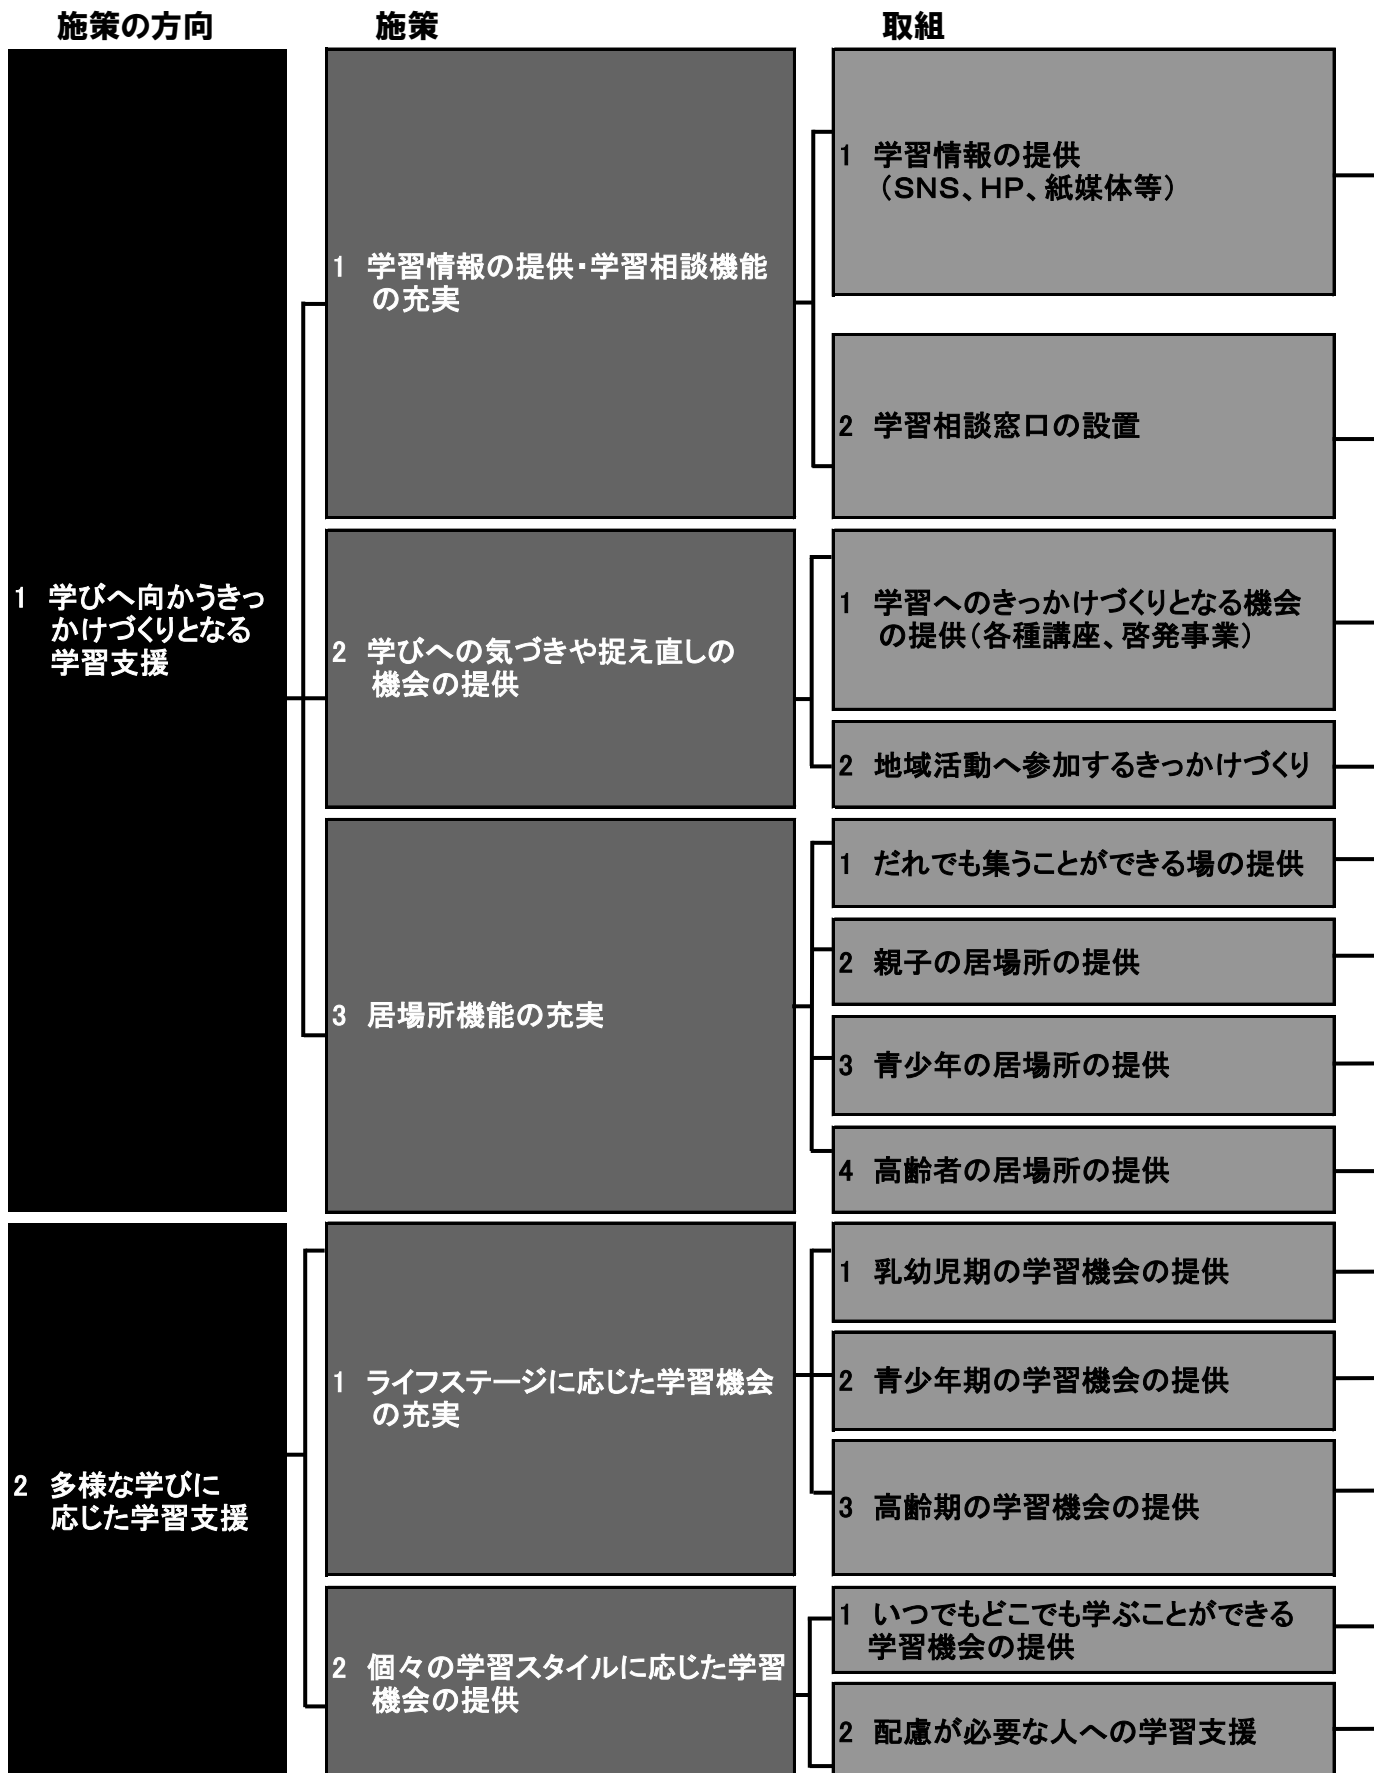 施策の方向
施策
取組
1 学びへ向かうきっ
かけづくりとなる
学習支援
1 学習情報の提供・学習相談機能
の充実
1 学習情報の提供
（SNS、HP、紙媒体等）
2 学習相談窓口の設置
2 学びへの気づきや捉え直しの
機会の提供
1 学習へのきっかけづくりとなる機会
の提供（各種講座、啓発事業）
2 地域活動へ参加するきっかけづくり
3 居場所機能の充実
1 だれでも集うことができる場の提供
2 親子の居場所の提供
3 青少年の居場所の提供
4 高齢者の居場所の提供
2 多様な学びに
応じた学習支援
1 ライフステージに応じた学習機会
の充実
1 乳幼児期の学習機会の提供
2 青少年期の学習機会の提供
3 高齢期の学習機会の提供
2 個々の学習スタイルに応じた学習
機会の提供
1 いつでもどこでも学ぶことができる
学習機会の提供
2 配慮が必要な人への学習支援